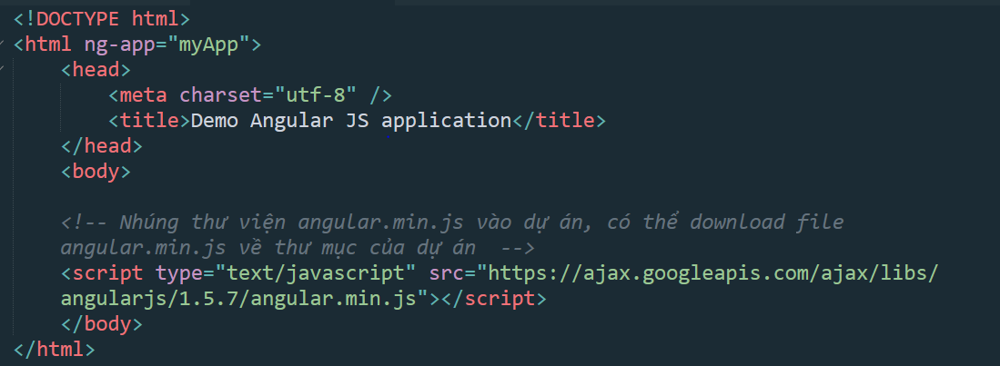 <!DOCTYPE html>
<html ng-app="myApp">
    <head>
        <meta charset="utf-8" />
        <title>Demo Angular JS application</title>
    </head>
    <body>

    <!-- Nhúng thư viện angular.min.js vào dự án, có thể download file
    angular.min.js về thư mục của dự án  -->
    <script type="text/javascript" src="https://ajax.googleapis.com/ajax/libs/
    angularjs/1.5.7/angular.min.js"></script>
    </body>
</html>